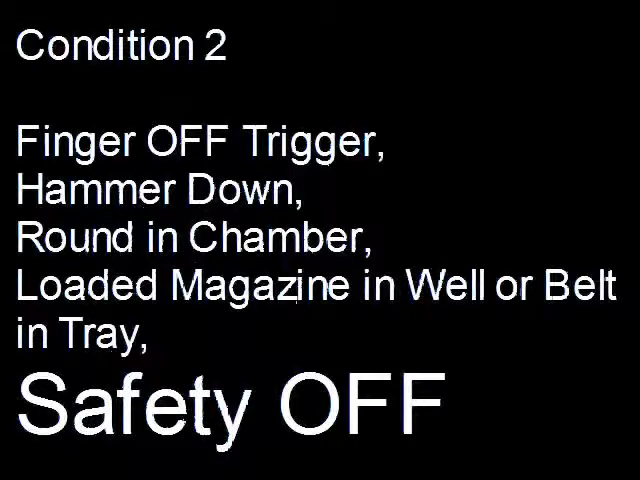 Condition 2
Finger OFF Trigger,
Hammer Down,
Round in Chamber,
Loaded Magazine in Well or Belt
in Tray,
Safety OFF